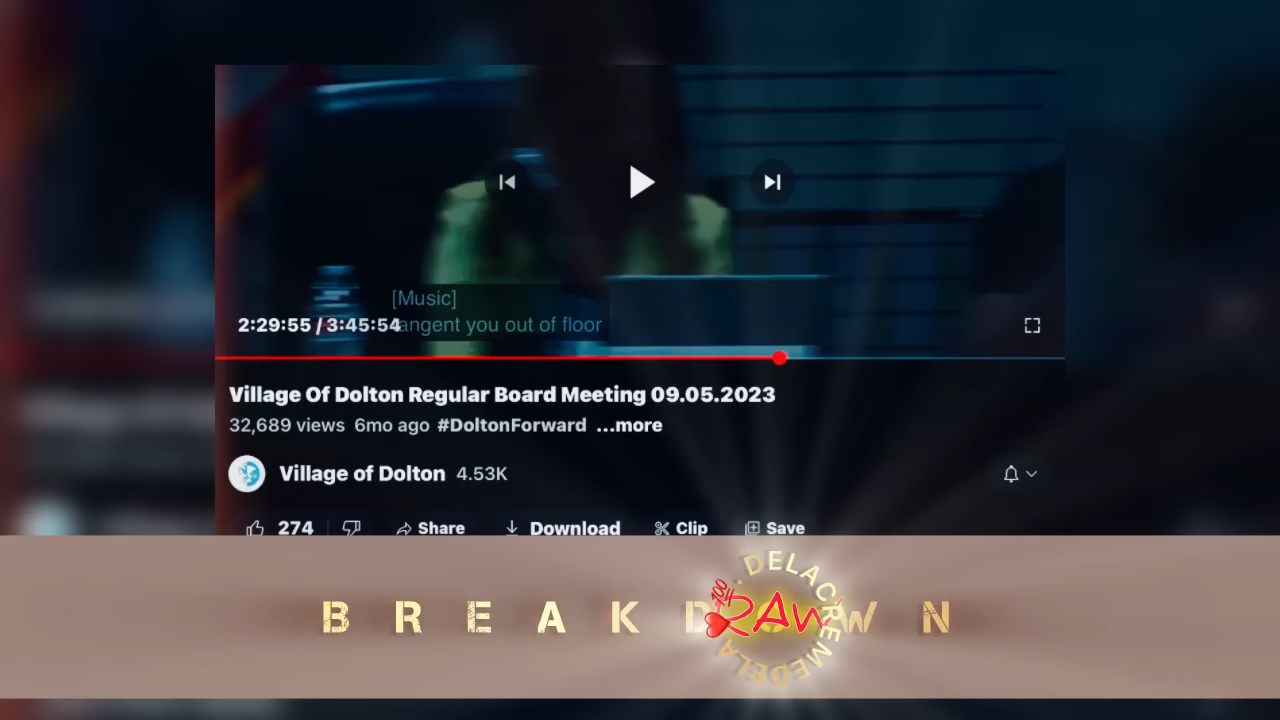 [Music]
2:29:55 / 3:45:54
angent you out of floor
Village Of Dolton Regular Board Meeting 09.05.2023
32,689 views 6mo ago #DoltonForward ...more
Village of Dolton 4.53K
274 Share Download Clip Save
BREAKDOWN
100
RAW
.DELACREMEDELA